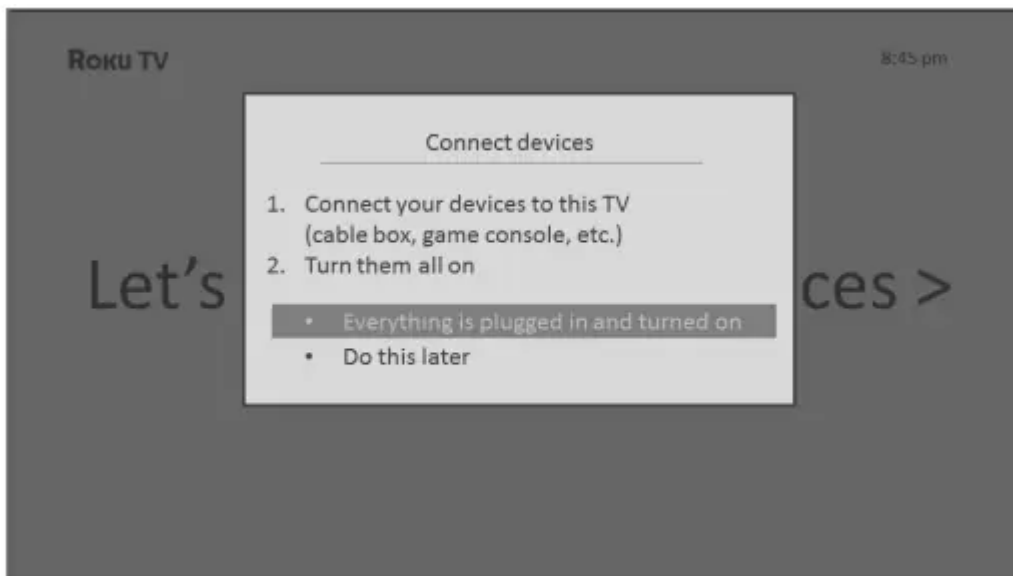 Roku TV
8:45 pm
Connect devices
1. Connect your devices to this TV
(cable box, game console, etc.)
2. Turn them all on
Let's ces >
• Everything is plugged in and turned on
• Do this later